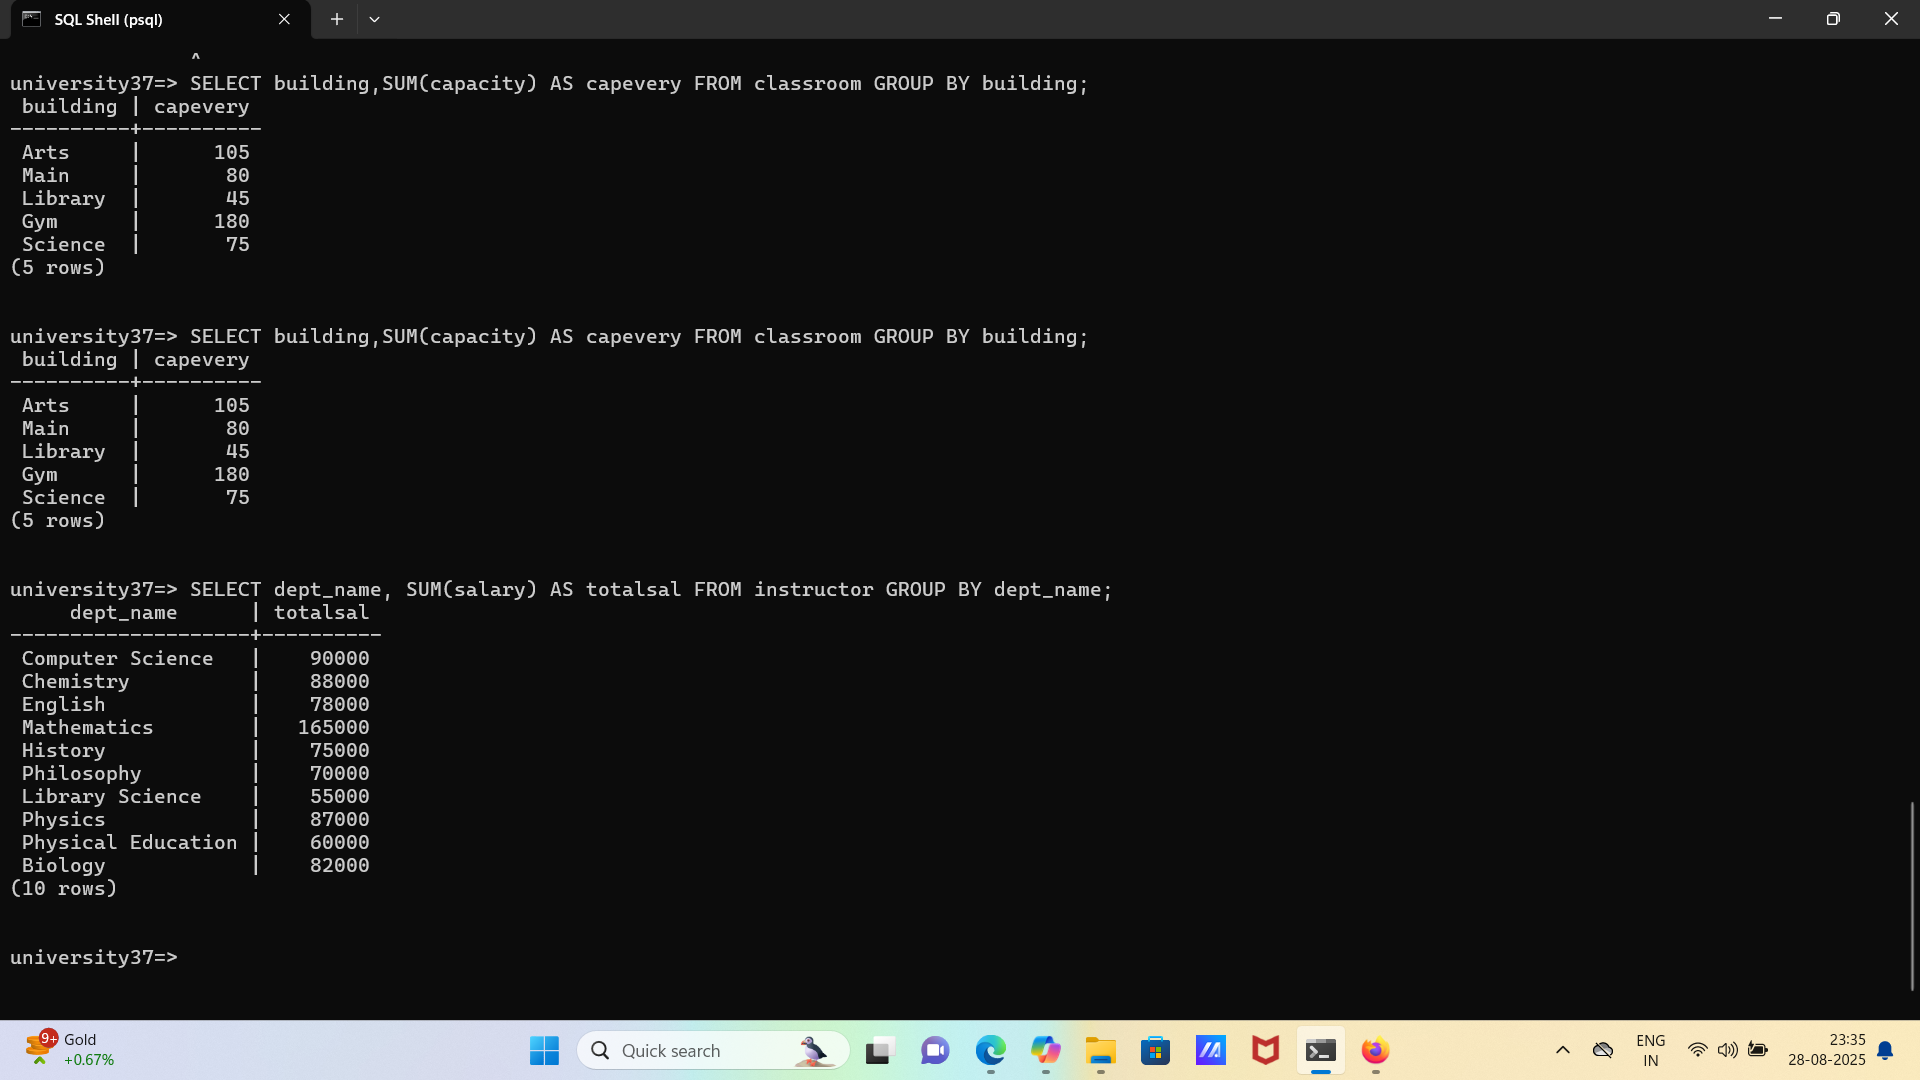 SQL Shell (psql)
^
university37=> SELECT building,SUM(capacity) AS capevery FROM classroom GROUP BY building;
 building | capevery
----------+----------
 Arts     |      105
 Main     |       80
 Library  |       45
 Gym      |      180
 Science  |       75
(5 rows)
university37=> SELECT building,SUM(capacity) AS capevery FROM classroom GROUP BY building;
 building | capevery
----------+----------
 Arts     |      105
 Main     |       80
 Library  |       45
 Gym      |      180
 Science  |       75
(5 rows)
university37=> SELECT dept_name, SUM(salary) AS totalsal FROM instructor GROUP BY dept_name;
     dept_name      | totalsal
--------------------+----------
 Computer Science   |    90000
 Chemistry          |    88000
 English            |    78000
 Mathematics        |   165000
 History            |    75000
 Philosophy         |    70000
 Library Science    |    55000
 Physics            |    87000
 Physical Education |    60000
 Biology            |    82000
(10 rows)
university37=>
9+ Gold
+0.67%
Quick search
ENG
IN
23:35
28-08-2025